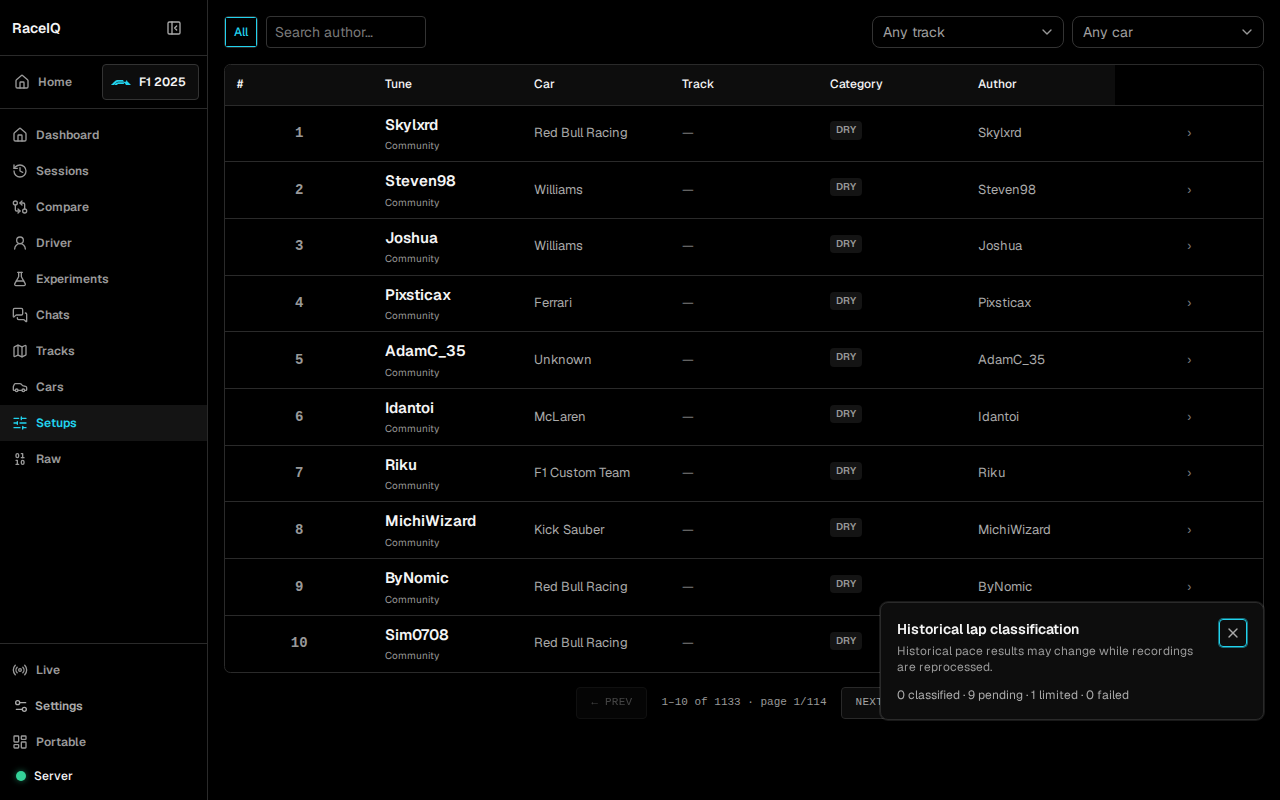 RaceIQ
Home
F1 2025
Dashboard
Sessions
Compare
Driver
Experiments
Chats
Tracks
Cars
Setups
Raw
Live
Settings
Portable
Server
All
Search author...
Any track
Any car
# Tune Car Track Category Author
1 Skylxrd Red Bull Racing — DRY Skylxrd ›
Community
2 Steven98 Williams — DRY Steven98 ›
Community
3 Joshua Williams — DRY Joshua ›
Community
4 Pixsticax Ferrari — DRY Pixsticax ›
Community
5 AdamC_35 Unknown — DRY AdamC_35 ›
Community
6 Idantoi McLaren — DRY Idantoi ›
Community
7 Riku F1 Custom Team — DRY Riku ›
Community
8 MichiWizard Kick Sauber — DRY MichiWizard ›
Community
9 ByNomic Red Bull Racing — DRY ByNomic ›
Community
10 Sim0708 Red Bull Racing — DRY
Community
← PREV 1–10 of 1133 · page 1/114 NEXT
Historical lap classification
Historical pace results may change while recordings
are reprocessed.
0 classified · 9 pending · 1 limited · 0 failed